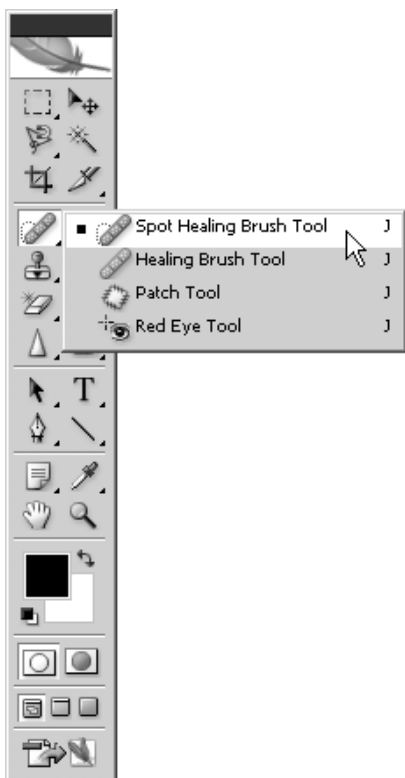 Spot Healing Brush Tool J
Healing Brush Tool J
Patch Tool J
Red Eye Tool J
T